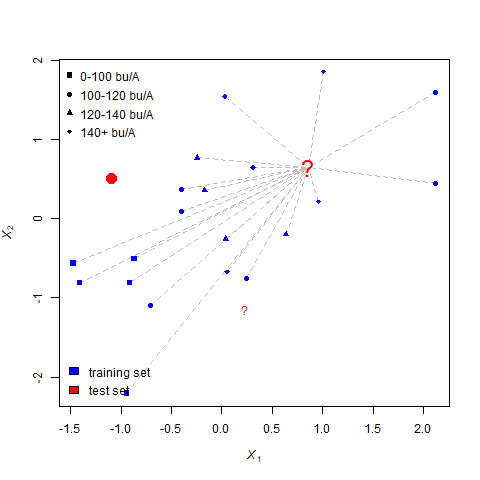 0-100 bu/A
100-120 bu/A
120-140 bu/A
140+ bu/A
?
?
training set
test set
2
1
0
-1
-2
X2
-1.5 -1.0 -0.5 0.0 0.5 1.0 1.5 2.0
X1